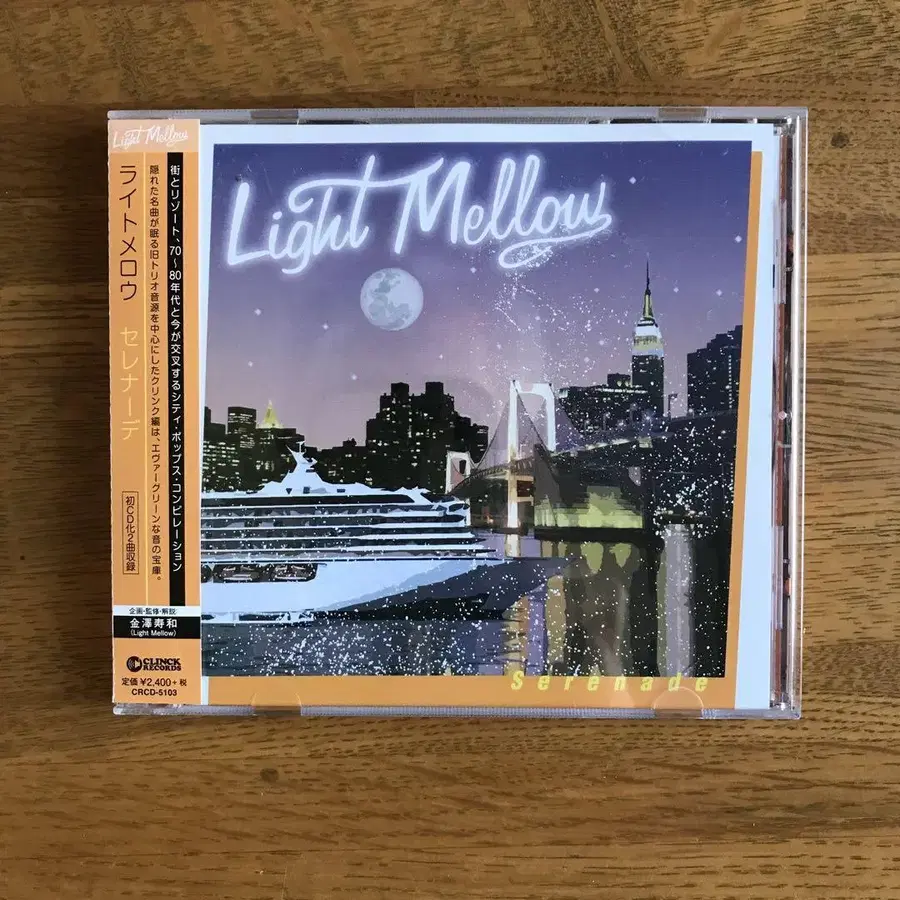 Light Mellow
ライトメロウ セレナーデ
初CD化2曲収録
街とリゾート、70〜80年代と今が交叉するシティ・ポップス・コンピレーション
隠れた名曲が眠る旧トリオ音源を中心にしたクリンク編は、エヴァーグリーンな音の宝庫。
企画・監修・解説:
金澤寿和
(Light Mellow)
CLINCK
RECORDS
定価 ¥2,400+税
CRCD-5103
Light Mellow
Serenade